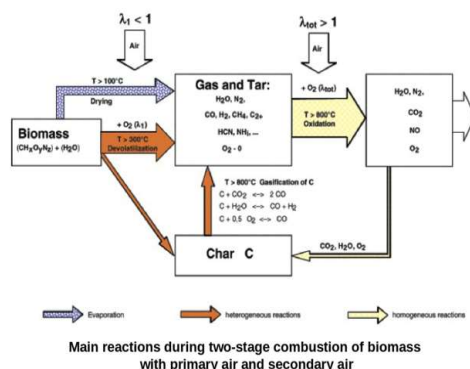 λ₁ < 1
Air
λtot > 1
Air
T > 100°C
Drying
Biomass
(CHₓOᵧN₂) + (H₂O)
+ O₂ (λ₁)
T > 300°C
Devolatilization
Gas and Tar:
H₂O, N₂,
CO, H₂, CH₄, C₂+
HCN, NH₃, ...
O₂ - 0
+ O₂ (λtot)
T > 800°C
Oxidation
H₂O, N₂,
CO₂
NO
O₂
T > 800°C Gasification of C
C + CO₂ <-> 2 CO
C + H₂O <-> CO + H₂
C + 0,5 O₂ <-> CO
Char C
CO₂, H₂O, O₂
Evaporation
heterogeneous reactions
homogeneous reactions
Main reactions during two-stage combustion of biomass
with primary air and secondary air